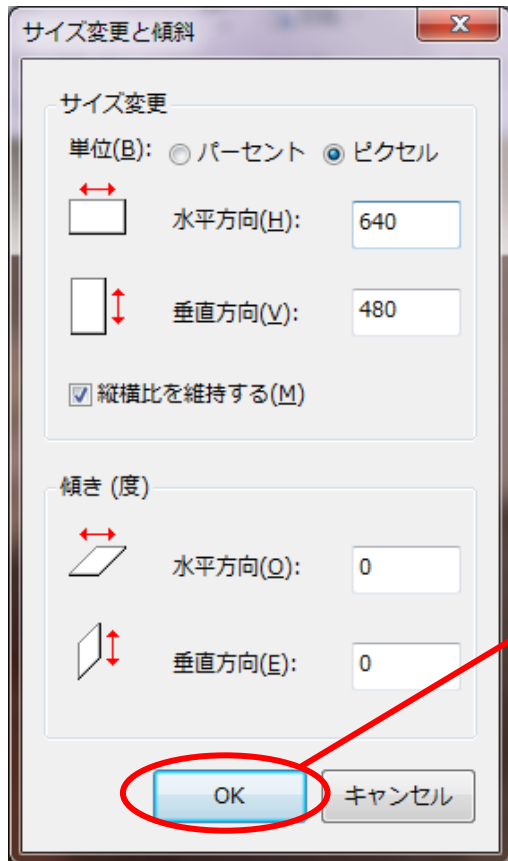 サイズ変更と傾斜
サイズ変更
単位(B): パーセント ピクセル
水平方向(H): 640
垂直方向(V): 480
縦横比を維持する(M)
傾き (度)
水平方向(O): 0
垂直方向(E): 0
OK キャンセル